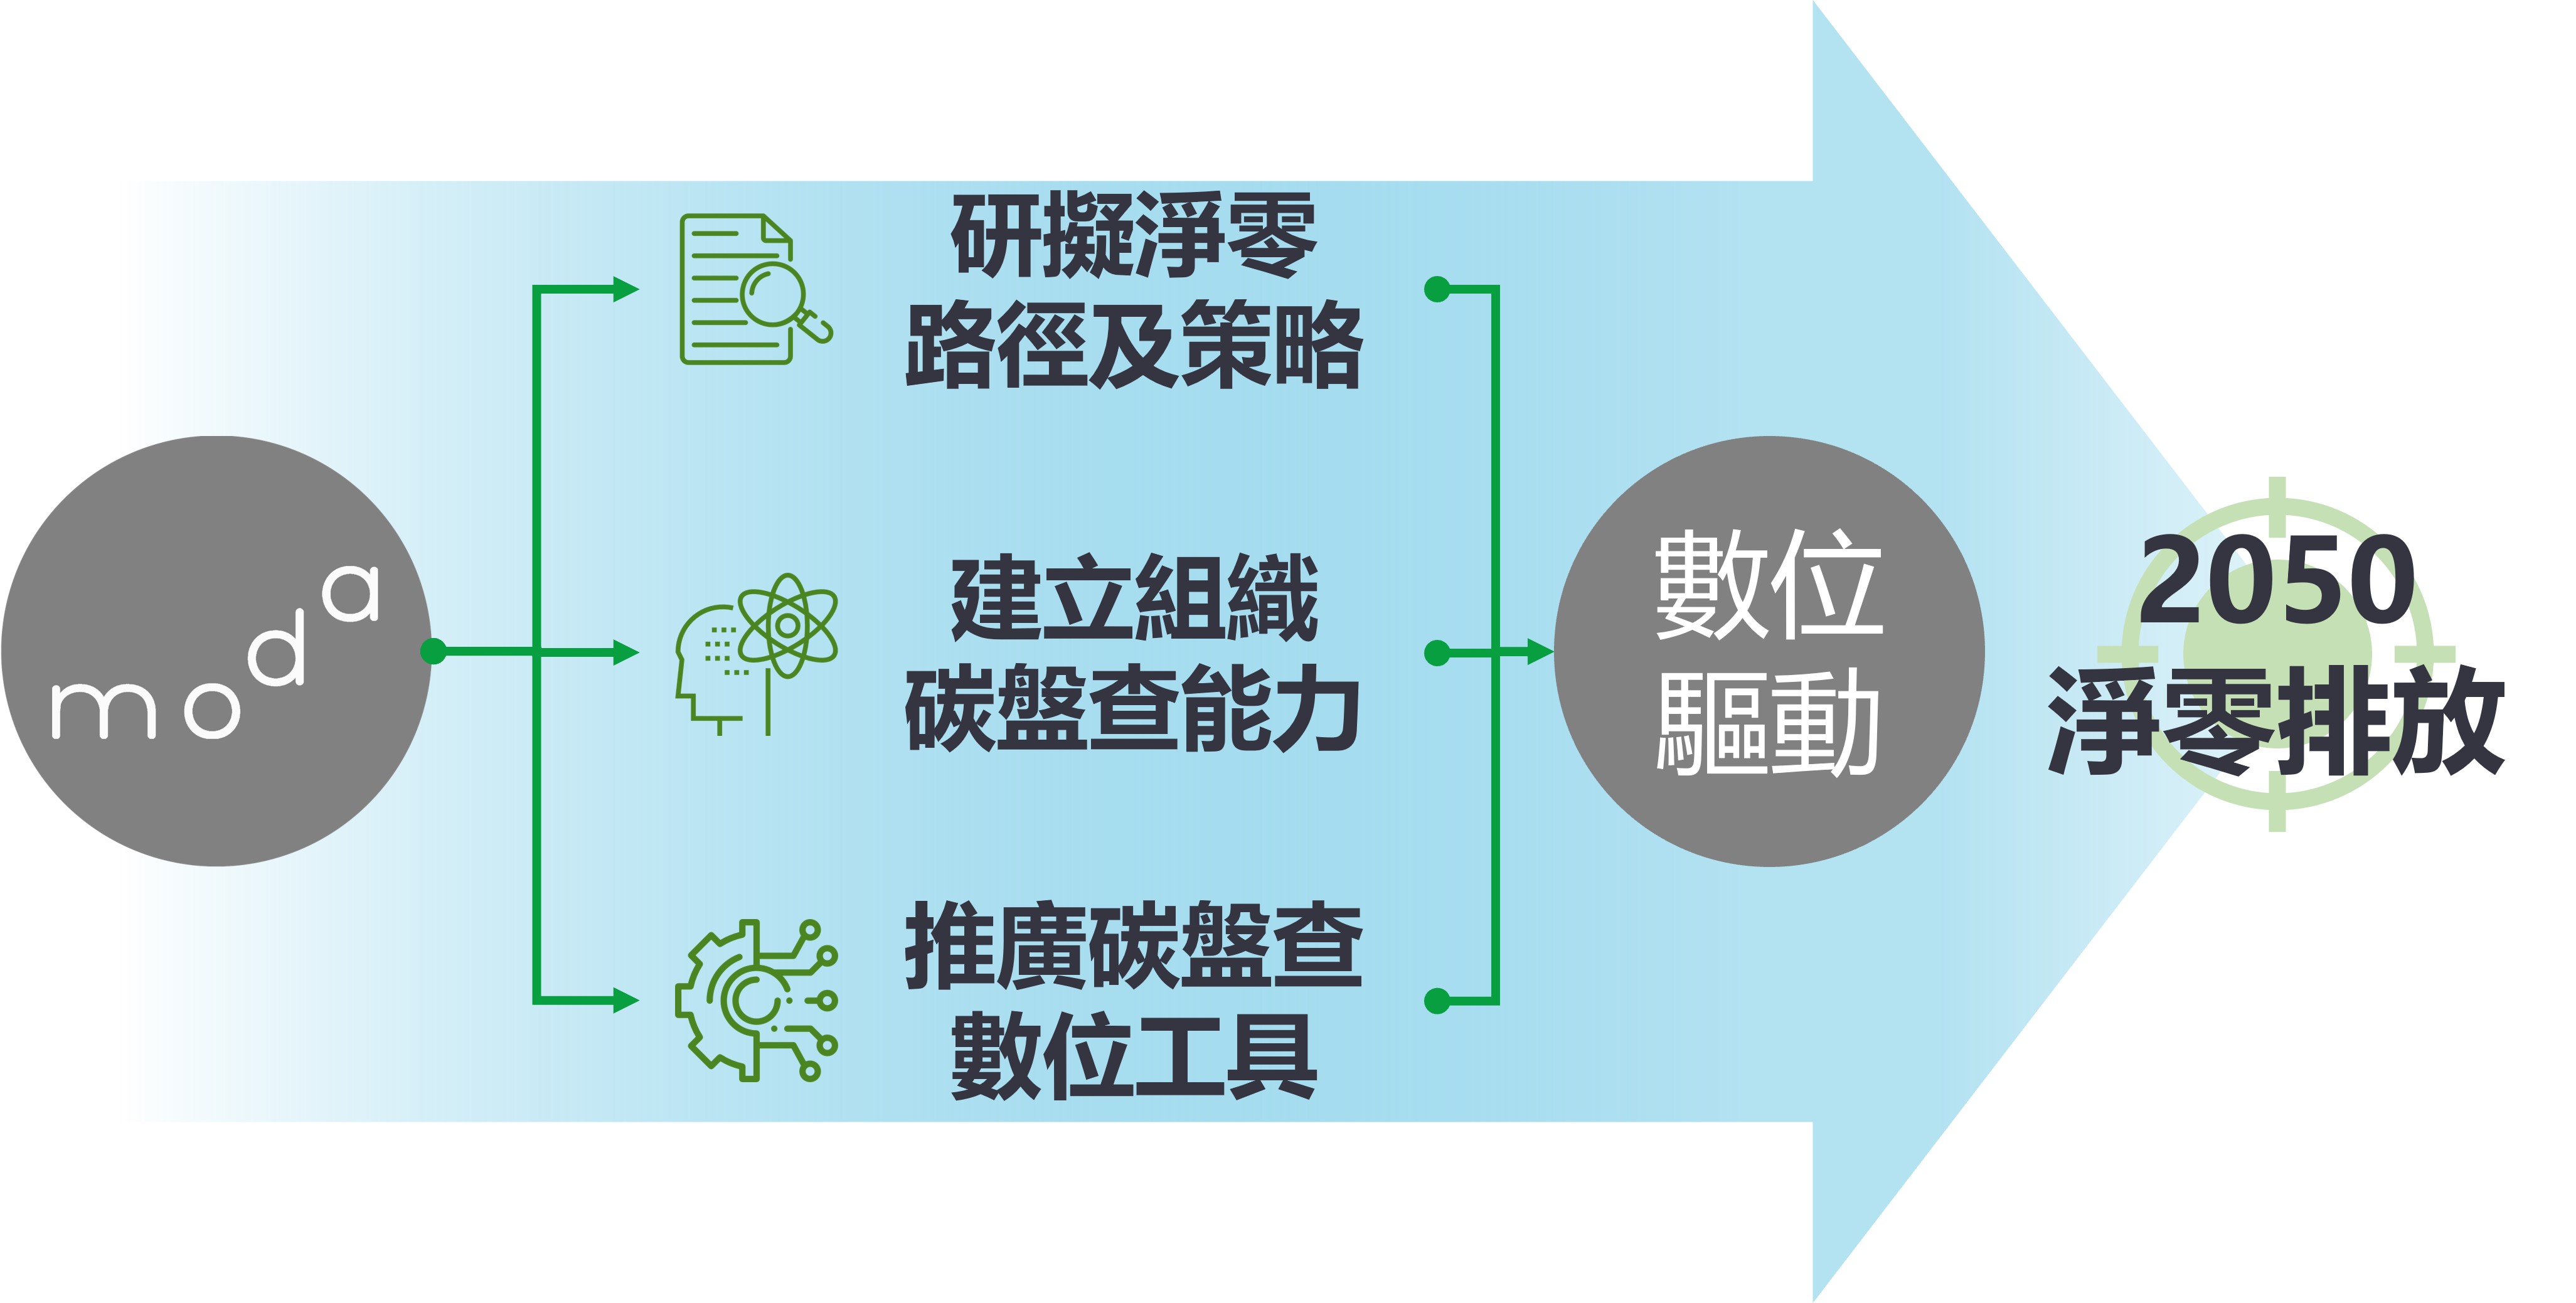 moda
研擬淨零
路徑及策略
建立組織
碳盤查能力
推廣碳盤查
數位工具
數位
驅動
2050
淨零排放